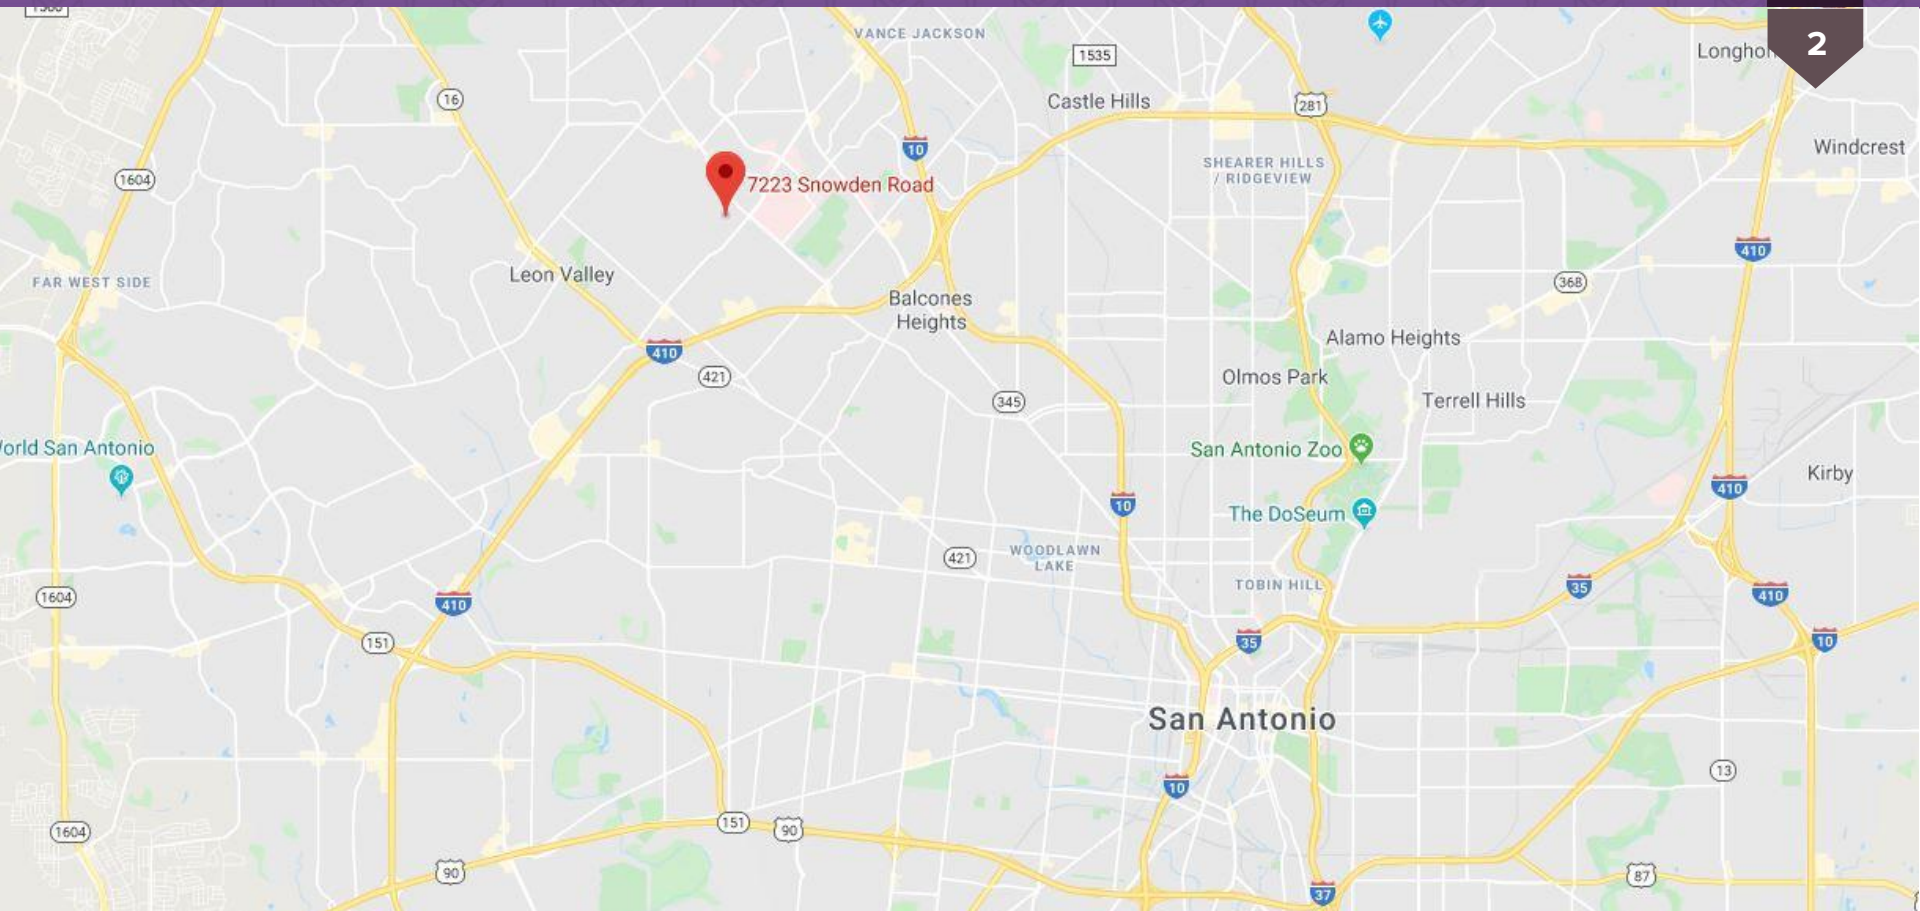 VANCE JACKSON
1535
Longhor
2
16
Castle Hills
281
10
Windcrest
SHEARER HILLS
/ RIDGEVIEW
1604
7223 Snowden Road
410
FAR WEST SIDE
Leon Valley
368
Balcones
Heights
Alamo Heights
410
421
Olmos Park
345
Terrell Hills
orld San Antonio
San Antonio Zoo
Kirby
410
10
The DoSeum
421
WOODLAWN
LAKE
TOBIN HILL
35
410
1604
410
151
35
10
San Antonio
13
10
151
90
1604
90
87
37